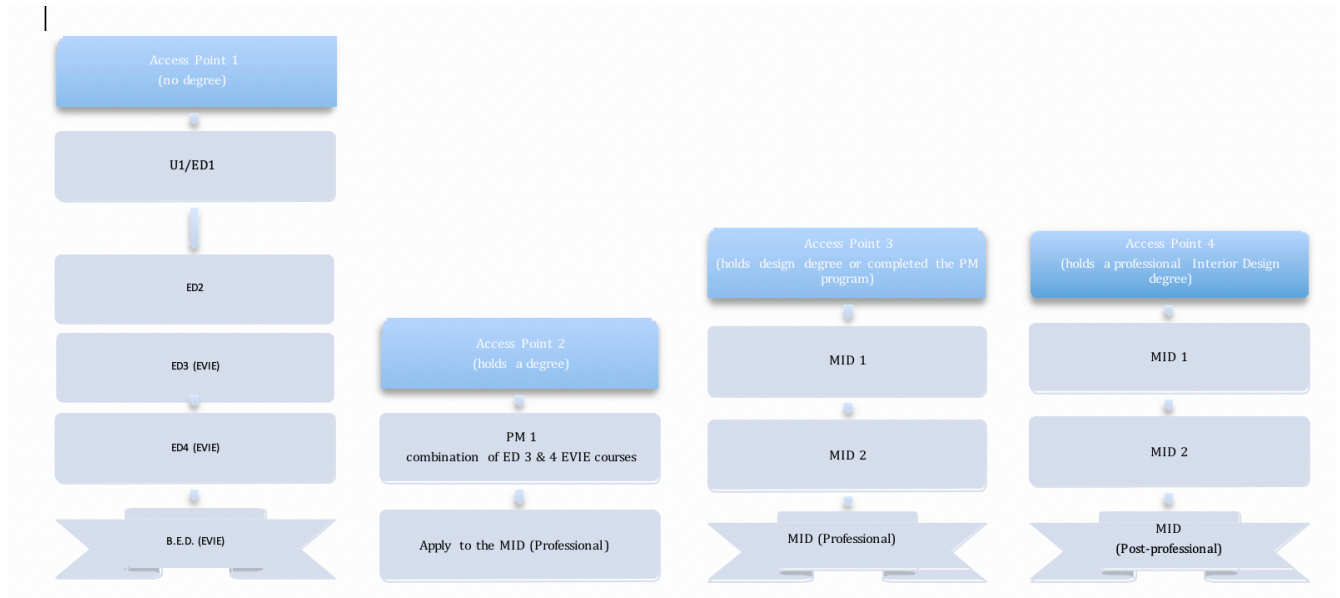 Access Point 1
(no degree)
U1/ED1
ED2
ED3 (EVIE)
ED4 (EVIE)
B.E.D. (EVIE)
Access Point 2
(holds a degree)
PM 1
combination of ED 3 & 4 EVIE courses
Apply to the MID (Professional)
Access Point 3
(holds design degree or completed the PM
program)
MID 1
MID 2
MID (Professional)
Access Point 4
(holds a professional Interior Design
degree)
MID 1
MID 2
MID
(Post-professional)